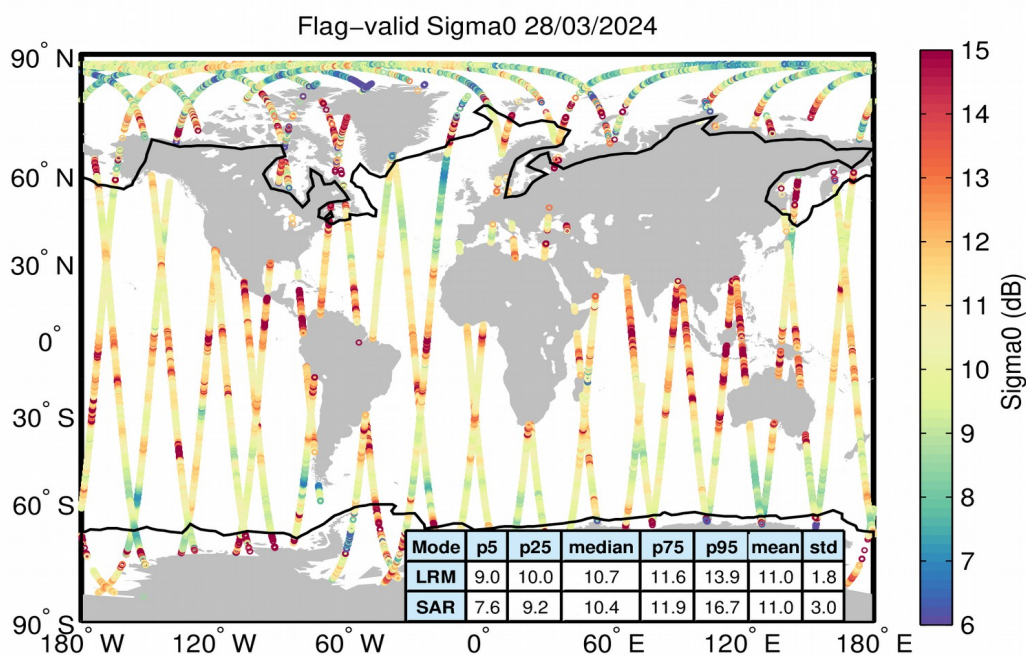 Flag−valid Sigma0 28/03/2024
90° N
60° N
30° N
0°
30° S
60° S
90° S
180° W
120° W
60° W
0°
60° E
120° E
180° E
Mode p5 p25 median p75 p95 mean std
LRM 9.0 10.0 10.7 11.6 13.9 11.0 1.8
SAR 7.6 9.2 10.4 11.9 16.7 11.0 3.0
15
14
13
12
11
10
9
8
7
6
Sigma0 (dB)